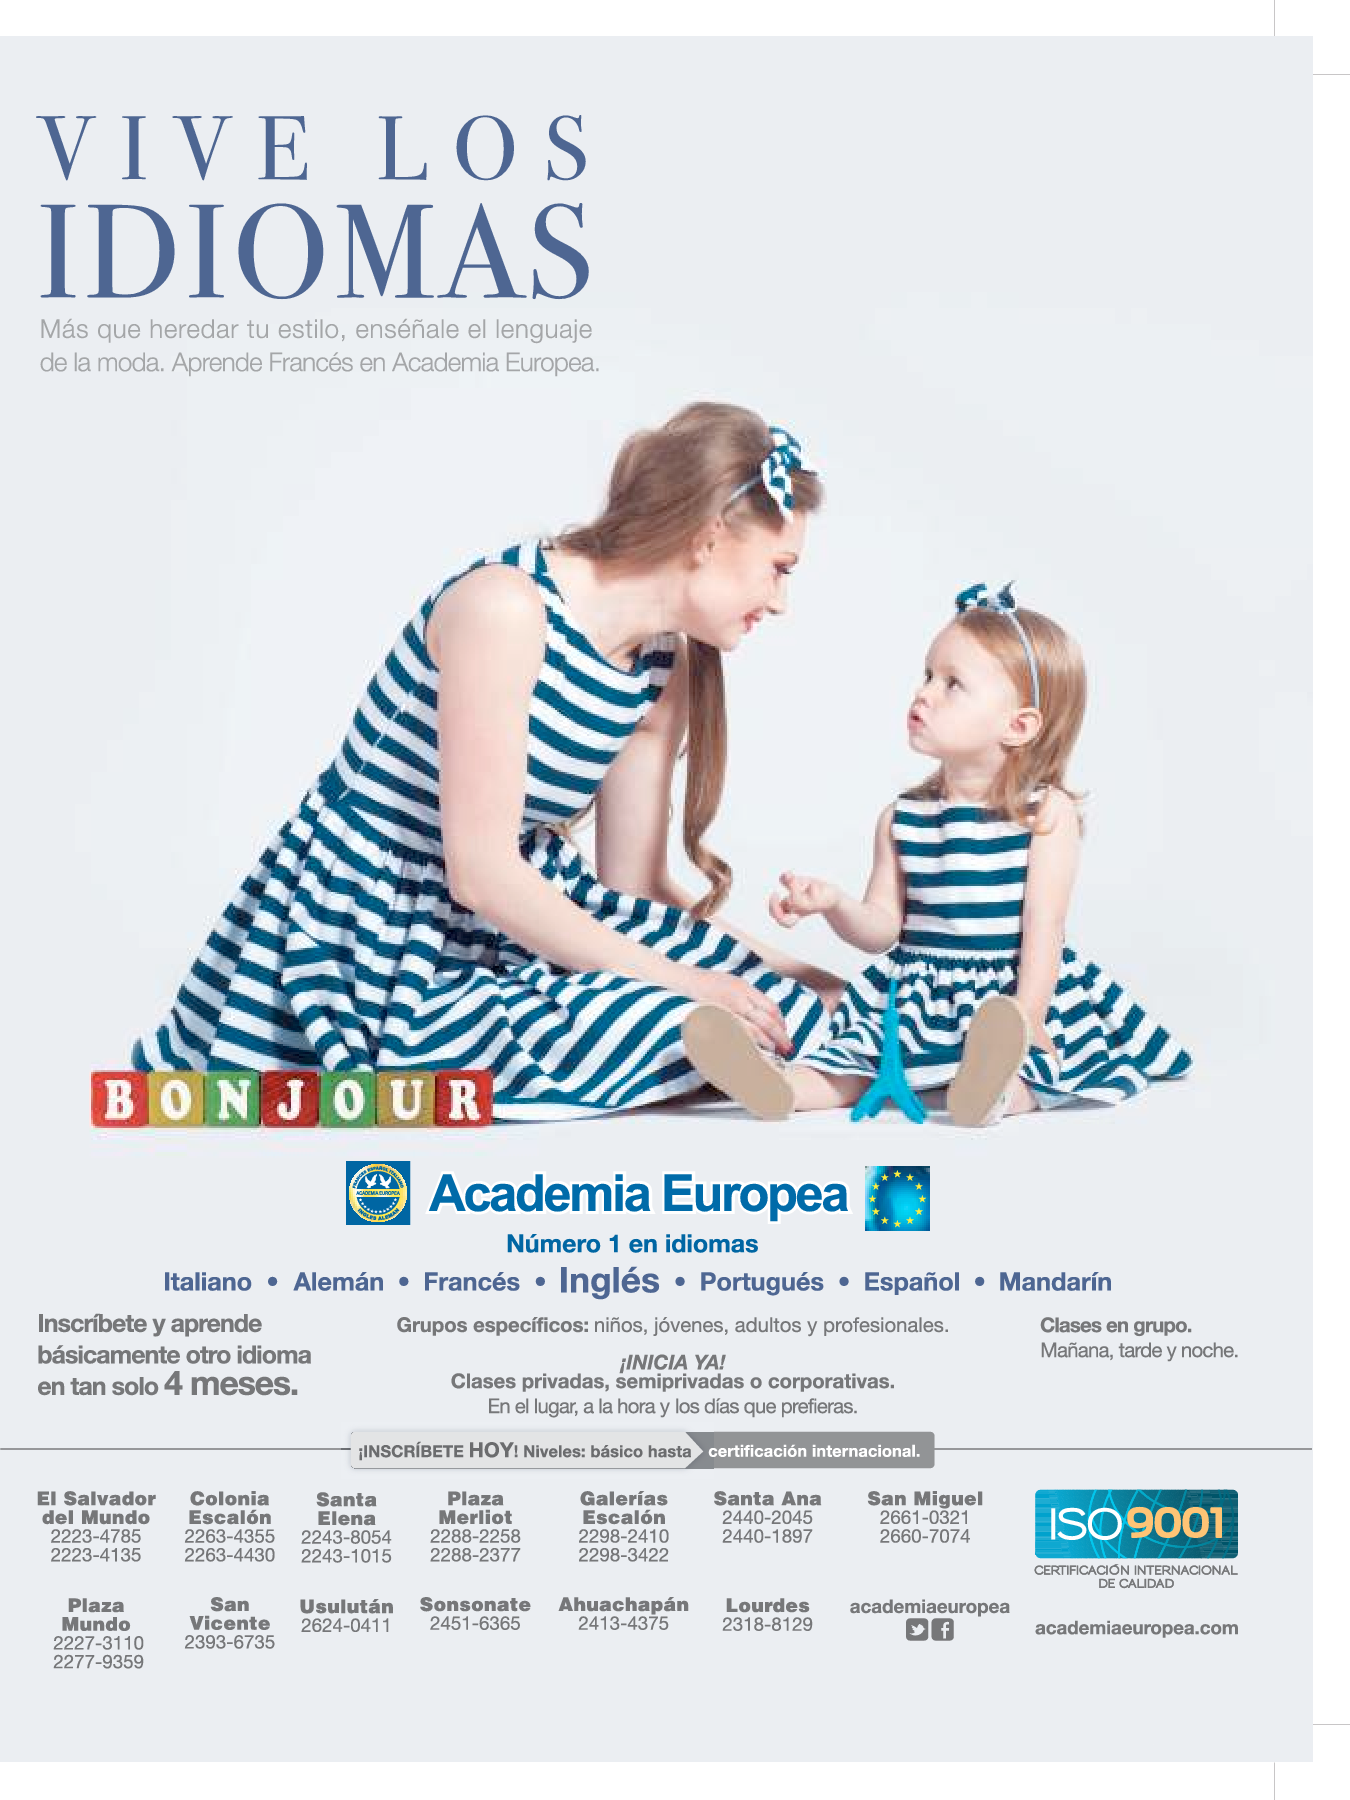 VIVE LOS
IDIOMAS
Más que heredar tu estilo, enséñale el lenguaje
de la moda. Aprende Francés en Academia Europea.
BONJOUR
FRANCES ESPAÑOL ITALIANO
ACADEMIA EUROPEA
INGLES ALEMAN
Academia Europea
Número 1 en idiomas
Italiano • Alemán • Francés • Inglés • Portugués • Español • Mandarín
Inscríbete y aprende
básicamente otro idioma
en tan solo 4 meses.
Grupos específicos: niños, jóvenes, adultos y profesionales.
¡INICIA YA!
Clases privadas, semiprivadas o corporativas.
En el lugar, a la hora y los días que prefieras.
Clases en grupo.
Mañana, tarde y noche.
¡INSCRÍBETE HOY! Niveles: básico hasta certificación internacional.
El Salvador
del Mundo
2223-4785
2223-4135
Colonia
Escalón
2263-4355
2263-4430
Santa
Elena
2243-8054
2243-1015
Plaza
Merliot
2288-2258
2288-2377
Galerías
Escalón
2298-2410
2298-3422
Santa Ana
2440-2045
2440-1897
San Miguel
2661-0321
2660-7074
ISO 9001
CERTIFICACIÓN INTERNACIONAL
DE CALIDAD
Plaza
Mundo
2227-3110
2277-9359
San
Vicente
2393-6735
Usulután
2624-0411
Sonsonate
2451-6365
Ahuachapán
2413-4375
Lourdes
2318-8129
academiaeuropea
academiaeuropea.com